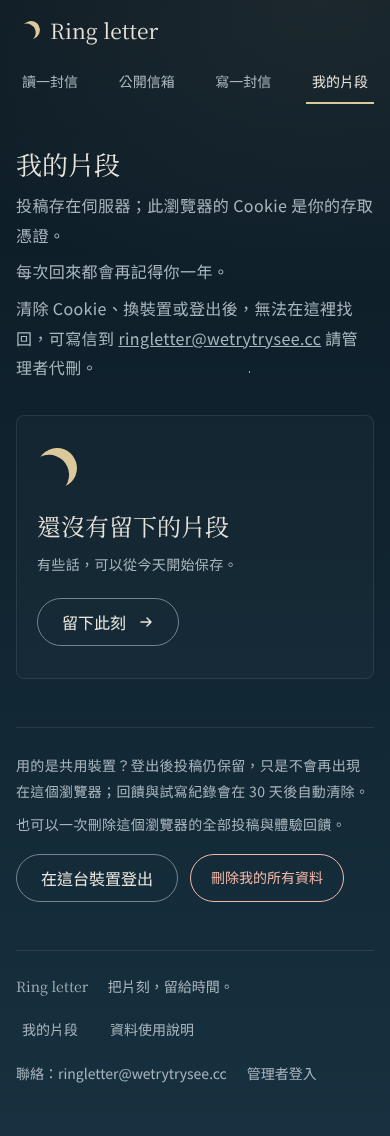 Ring letter
讀一封信
公開信箱
寫一封信
我的片段
我的片段
投稿存在伺服器；此瀏覽器的 Cookie 是你的存取
憑證。
每次回來都會再記得你一年。
清除 Cookie、換裝置或登出後，無法在這裡找
回，可寫信到 ringletter@wetrytrysee.cc 請管
理者代刪。
還沒有留下的片段
有些話，可以從今天開始保存。
留下此刻 →
用的是共用裝置？登出後投稿仍保留，只是不會再出現
在這個瀏覽器；回饋與試寫紀錄會在 30 天後自動清除。
也可以一次刪除這個瀏覽器的全部投稿與體驗回饋。
在這台裝置登出
刪除我的所有資料
Ring letter 把片刻，留給時間。
我的片段 資料使用說明
聯絡：ringletter@wetrytrysee.cc 管理者登入